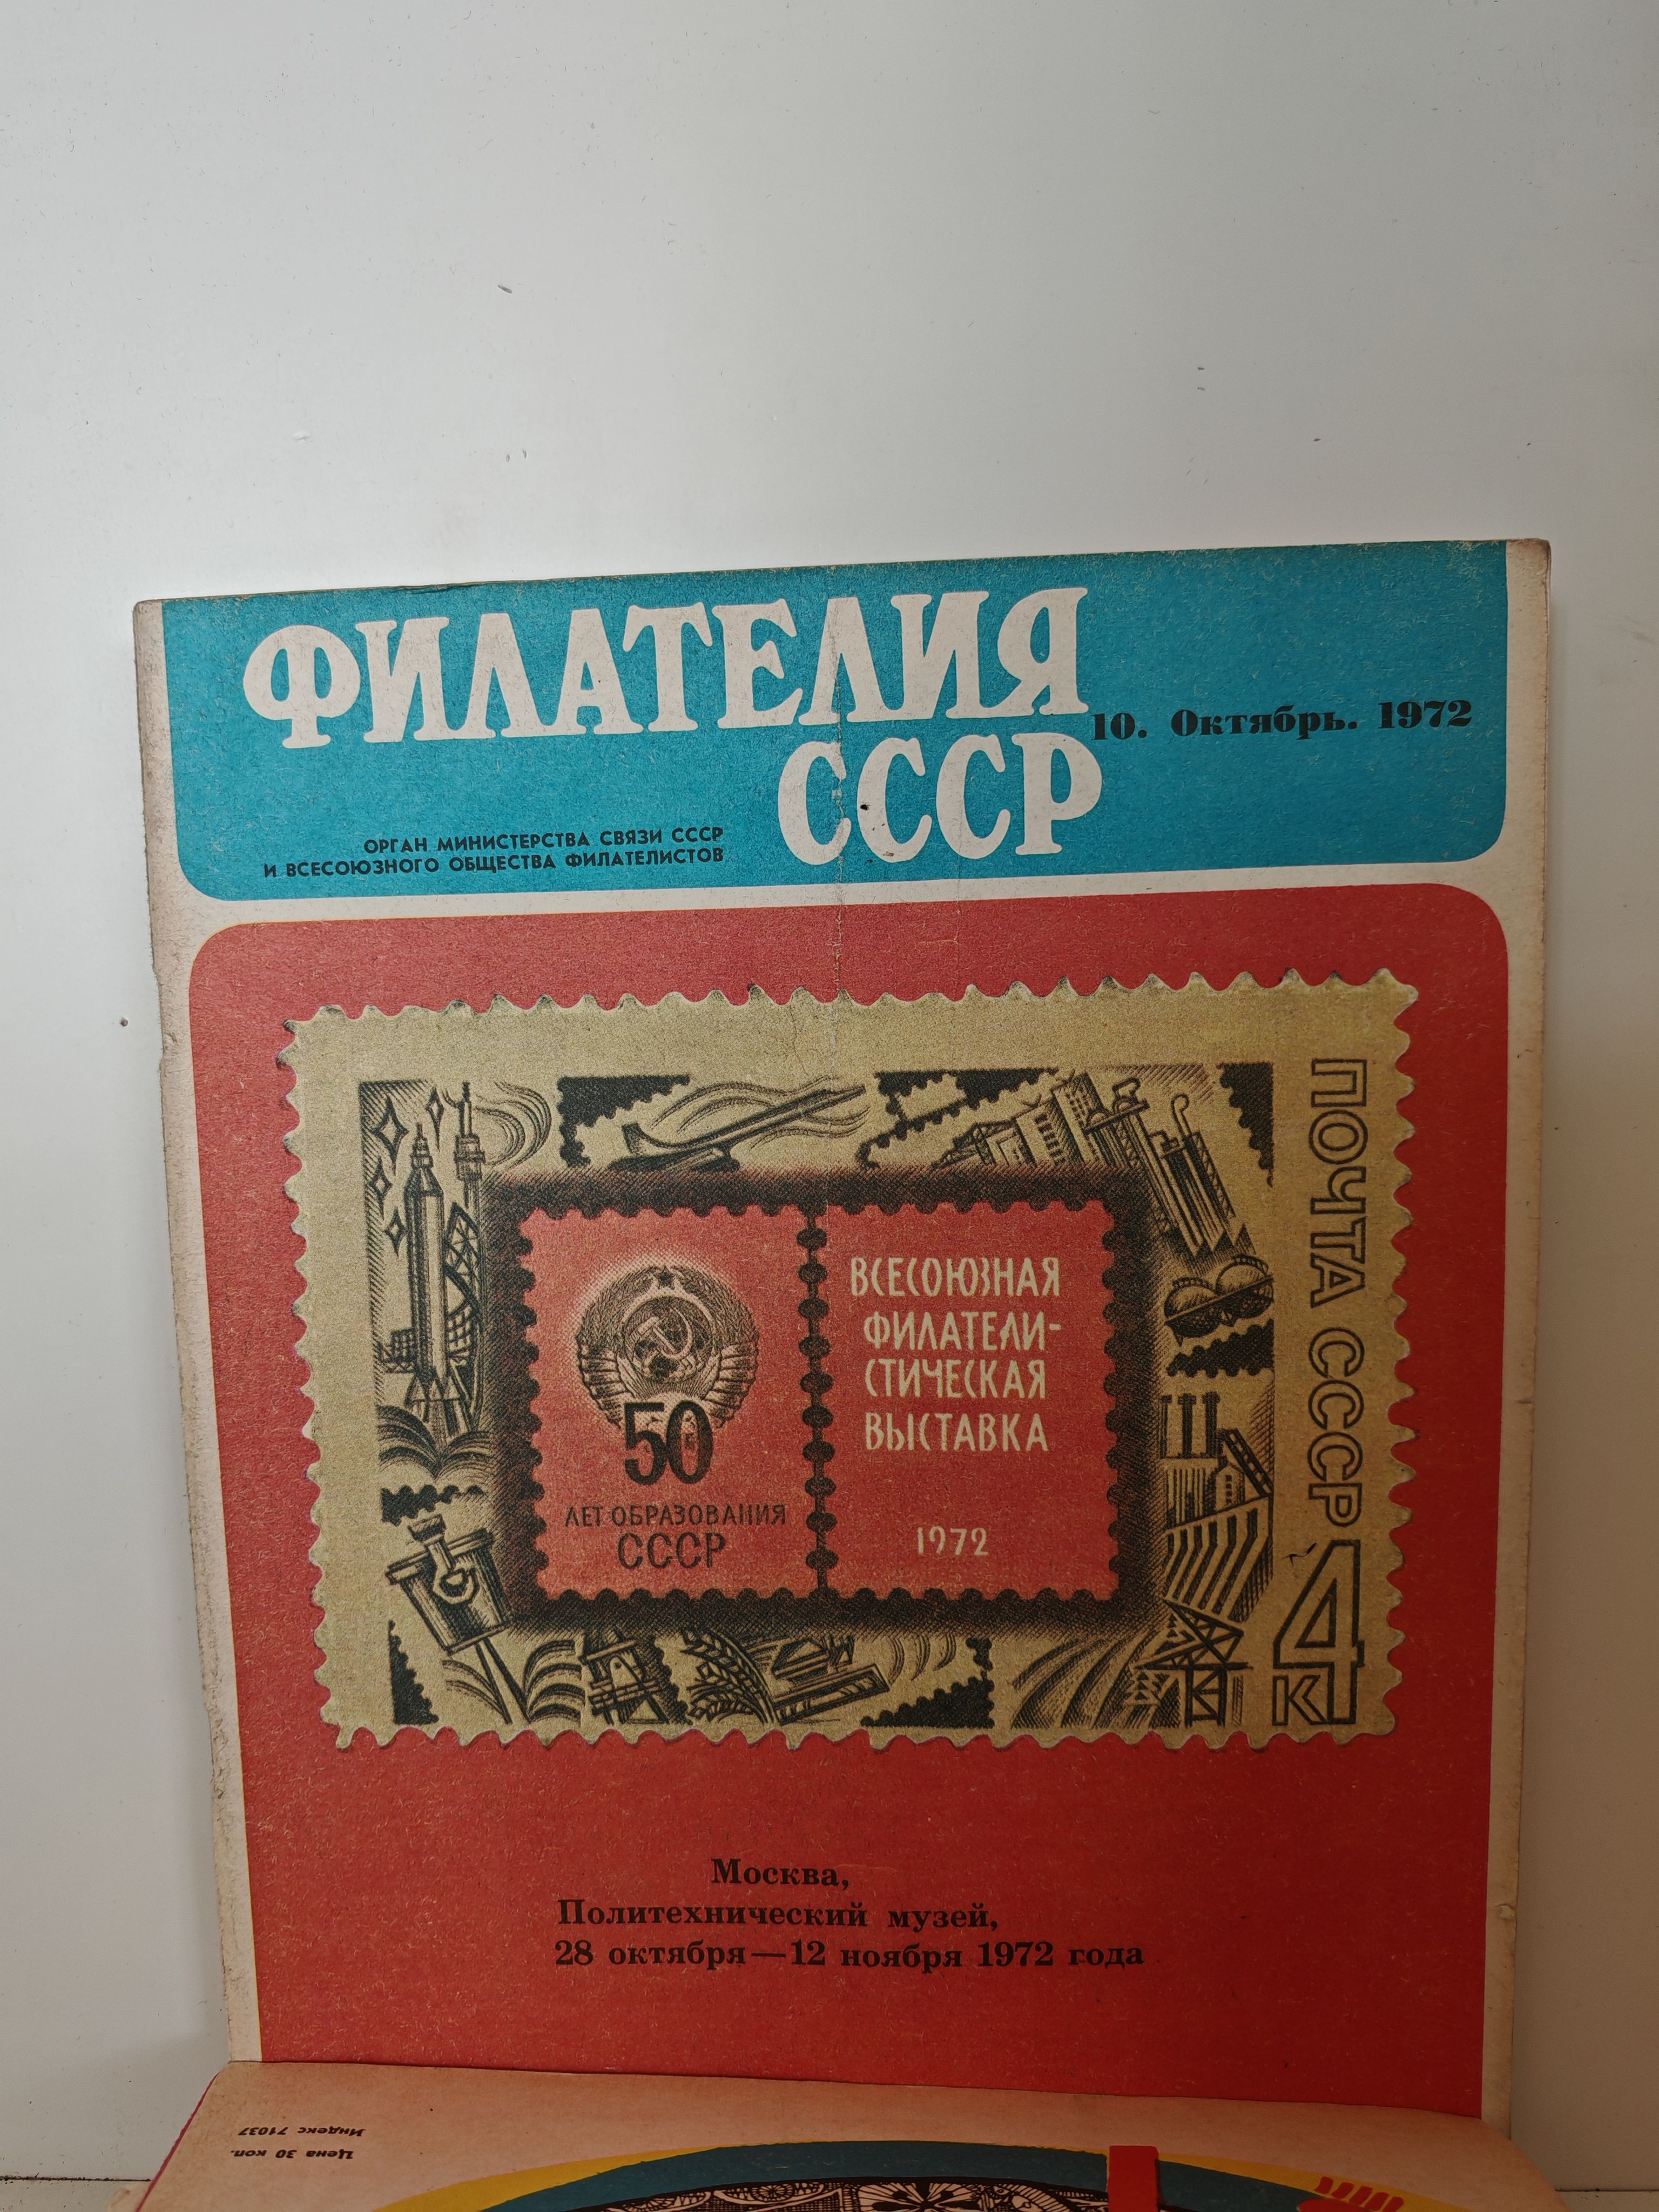 ФИЛАТЕЛИЯ
СССР
10. Октябрь. 1972
ОРГАН МИНИСТЕРСТВА СВЯЗИ СССР
И ВСЕСОЮЗНОГО ОБЩЕСТВА ФИЛАТЕЛИСТОВ
ПОЧТА СССР
4
К
50
ЛЕТ ОБРАЗОВАНИЯ
СССР
ВСЕСОЮЗНАЯ
ФИЛАТЕЛИ-
СТИЧЕСКАЯ
ВЫСТАВКА
1972
Москва,
Политехнический музей,
28 октября — 12 ноября 1972 года
Цена 30 коп.
Индекс 71037